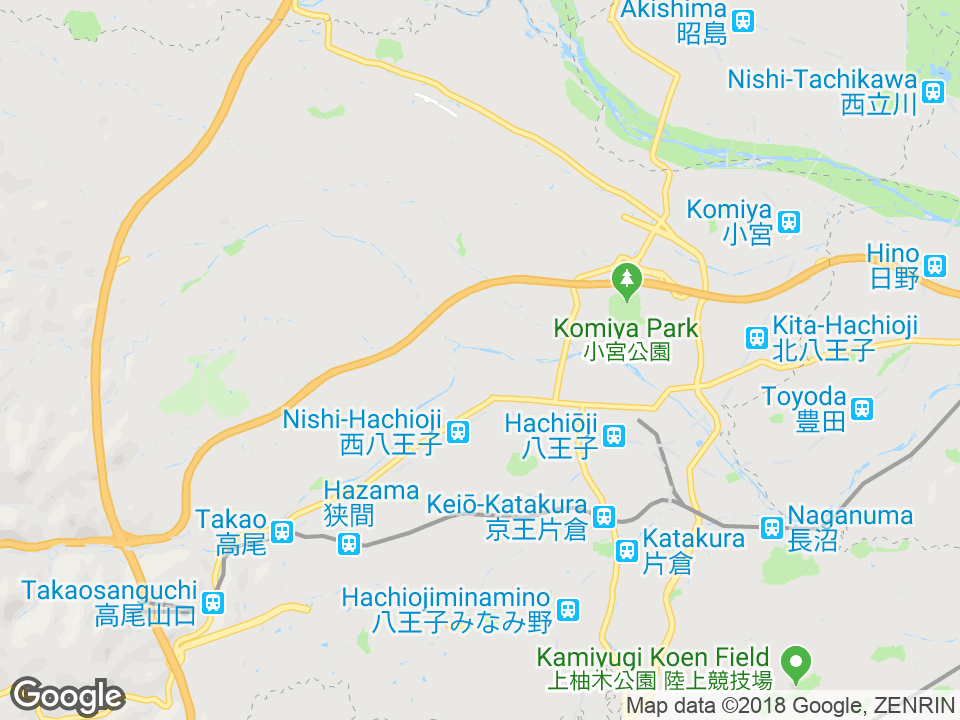 Akishima
昭島
Nishi-Tachikawa
西立川
Komiya
小宮
Hino
日野
Komiya Park
小宮公園
Kita-Hachioji
北八王子
Toyoda
豊田
Nishi-Hachioji
西八王子
Hachiōji
八王子
Hazama
狭間
Keiō-Katakura
京王片倉
Takao
高尾
Naganuma
長沼
Katakura
片倉
Takaosanguchi
高尾山口
Hachiojiminamino
八王子みなみ野
Kamiyugi Koen Field
上柚木公園 陸上競技場
Google
Map data ©2018 Google, ZENRIN